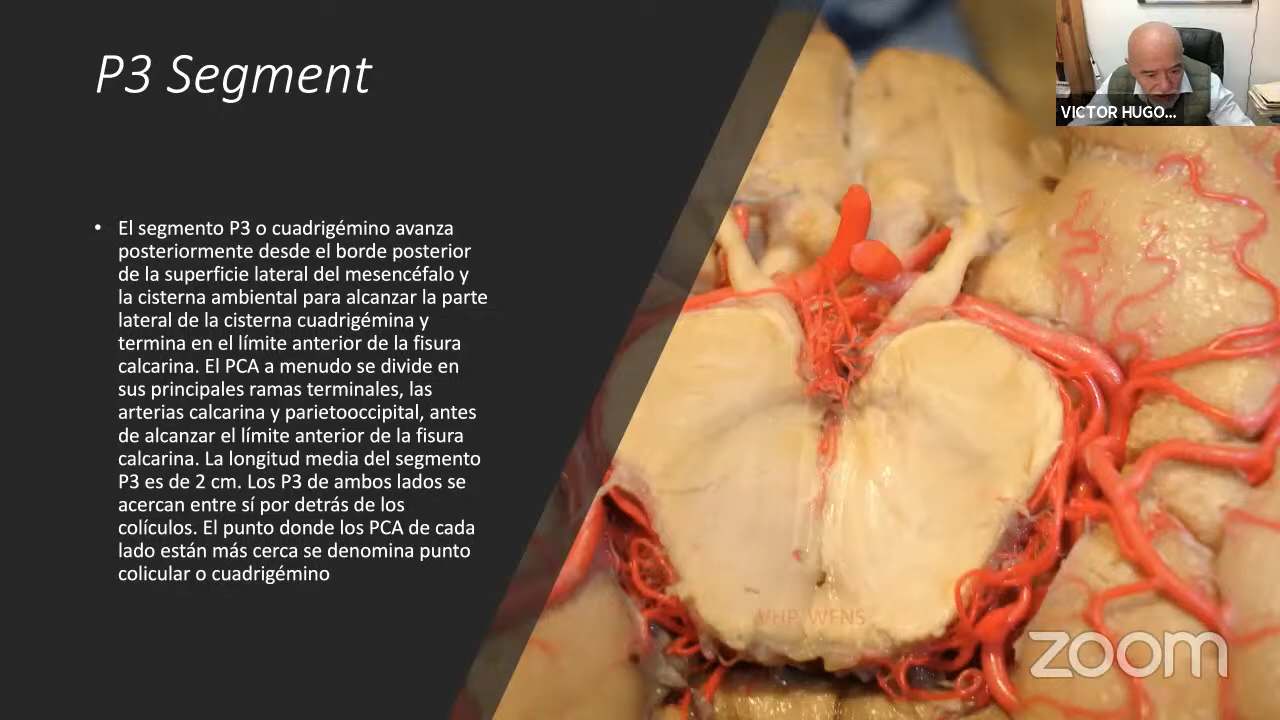 P3 Segment
VICTOR HUGO...
• El segmento P3 o cuadrigémino avanza
posteriormente desde el borde posterior
de la superficie lateral del mesencéfalo y
la cisterna ambiental para alcanzar la parte
lateral de la cisterna cuadrigémina y
termina en el límite anterior de la fisura
calcarina. El PCA a menudo se divide en
sus principales ramas terminales, las
arterias calcarina y parietooccipital, antes
de alcanzar el límite anterior de la fisura
calcarina. La longitud media del segmento
P3 es de 2 cm. Los P3 de ambos lados se
acercan entre sí por detrás de los
colículos. El punto donde los PCA de cada
lado están más cerca se denomina punto
colicular o cuadrigémino
VHP WFNS
zoom